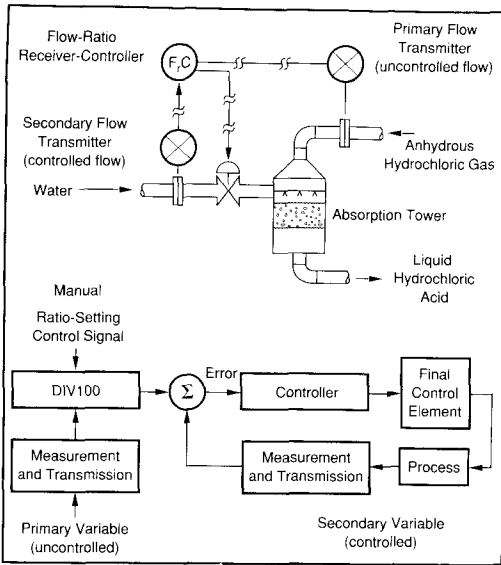 Flow-Ratio
Receiver-Controller
FrC
Primary Flow
Transmitter
(uncontrolled flow)
Secondary Flow
Transmitter
(controlled flow)
Water
Anhydrous
Hydrochloric Gas
Absorption Tower
Liquid
Hydrochloric
Acid
Manual
Ratio-Setting
Control Signal
DIV100
Σ
Error
Controller
Final
Control
Element
Measurement
and Transmission
Measurement
and Transmission
Process
Primary Variable
(uncontrolled)
Secondary Variable
(controlled)